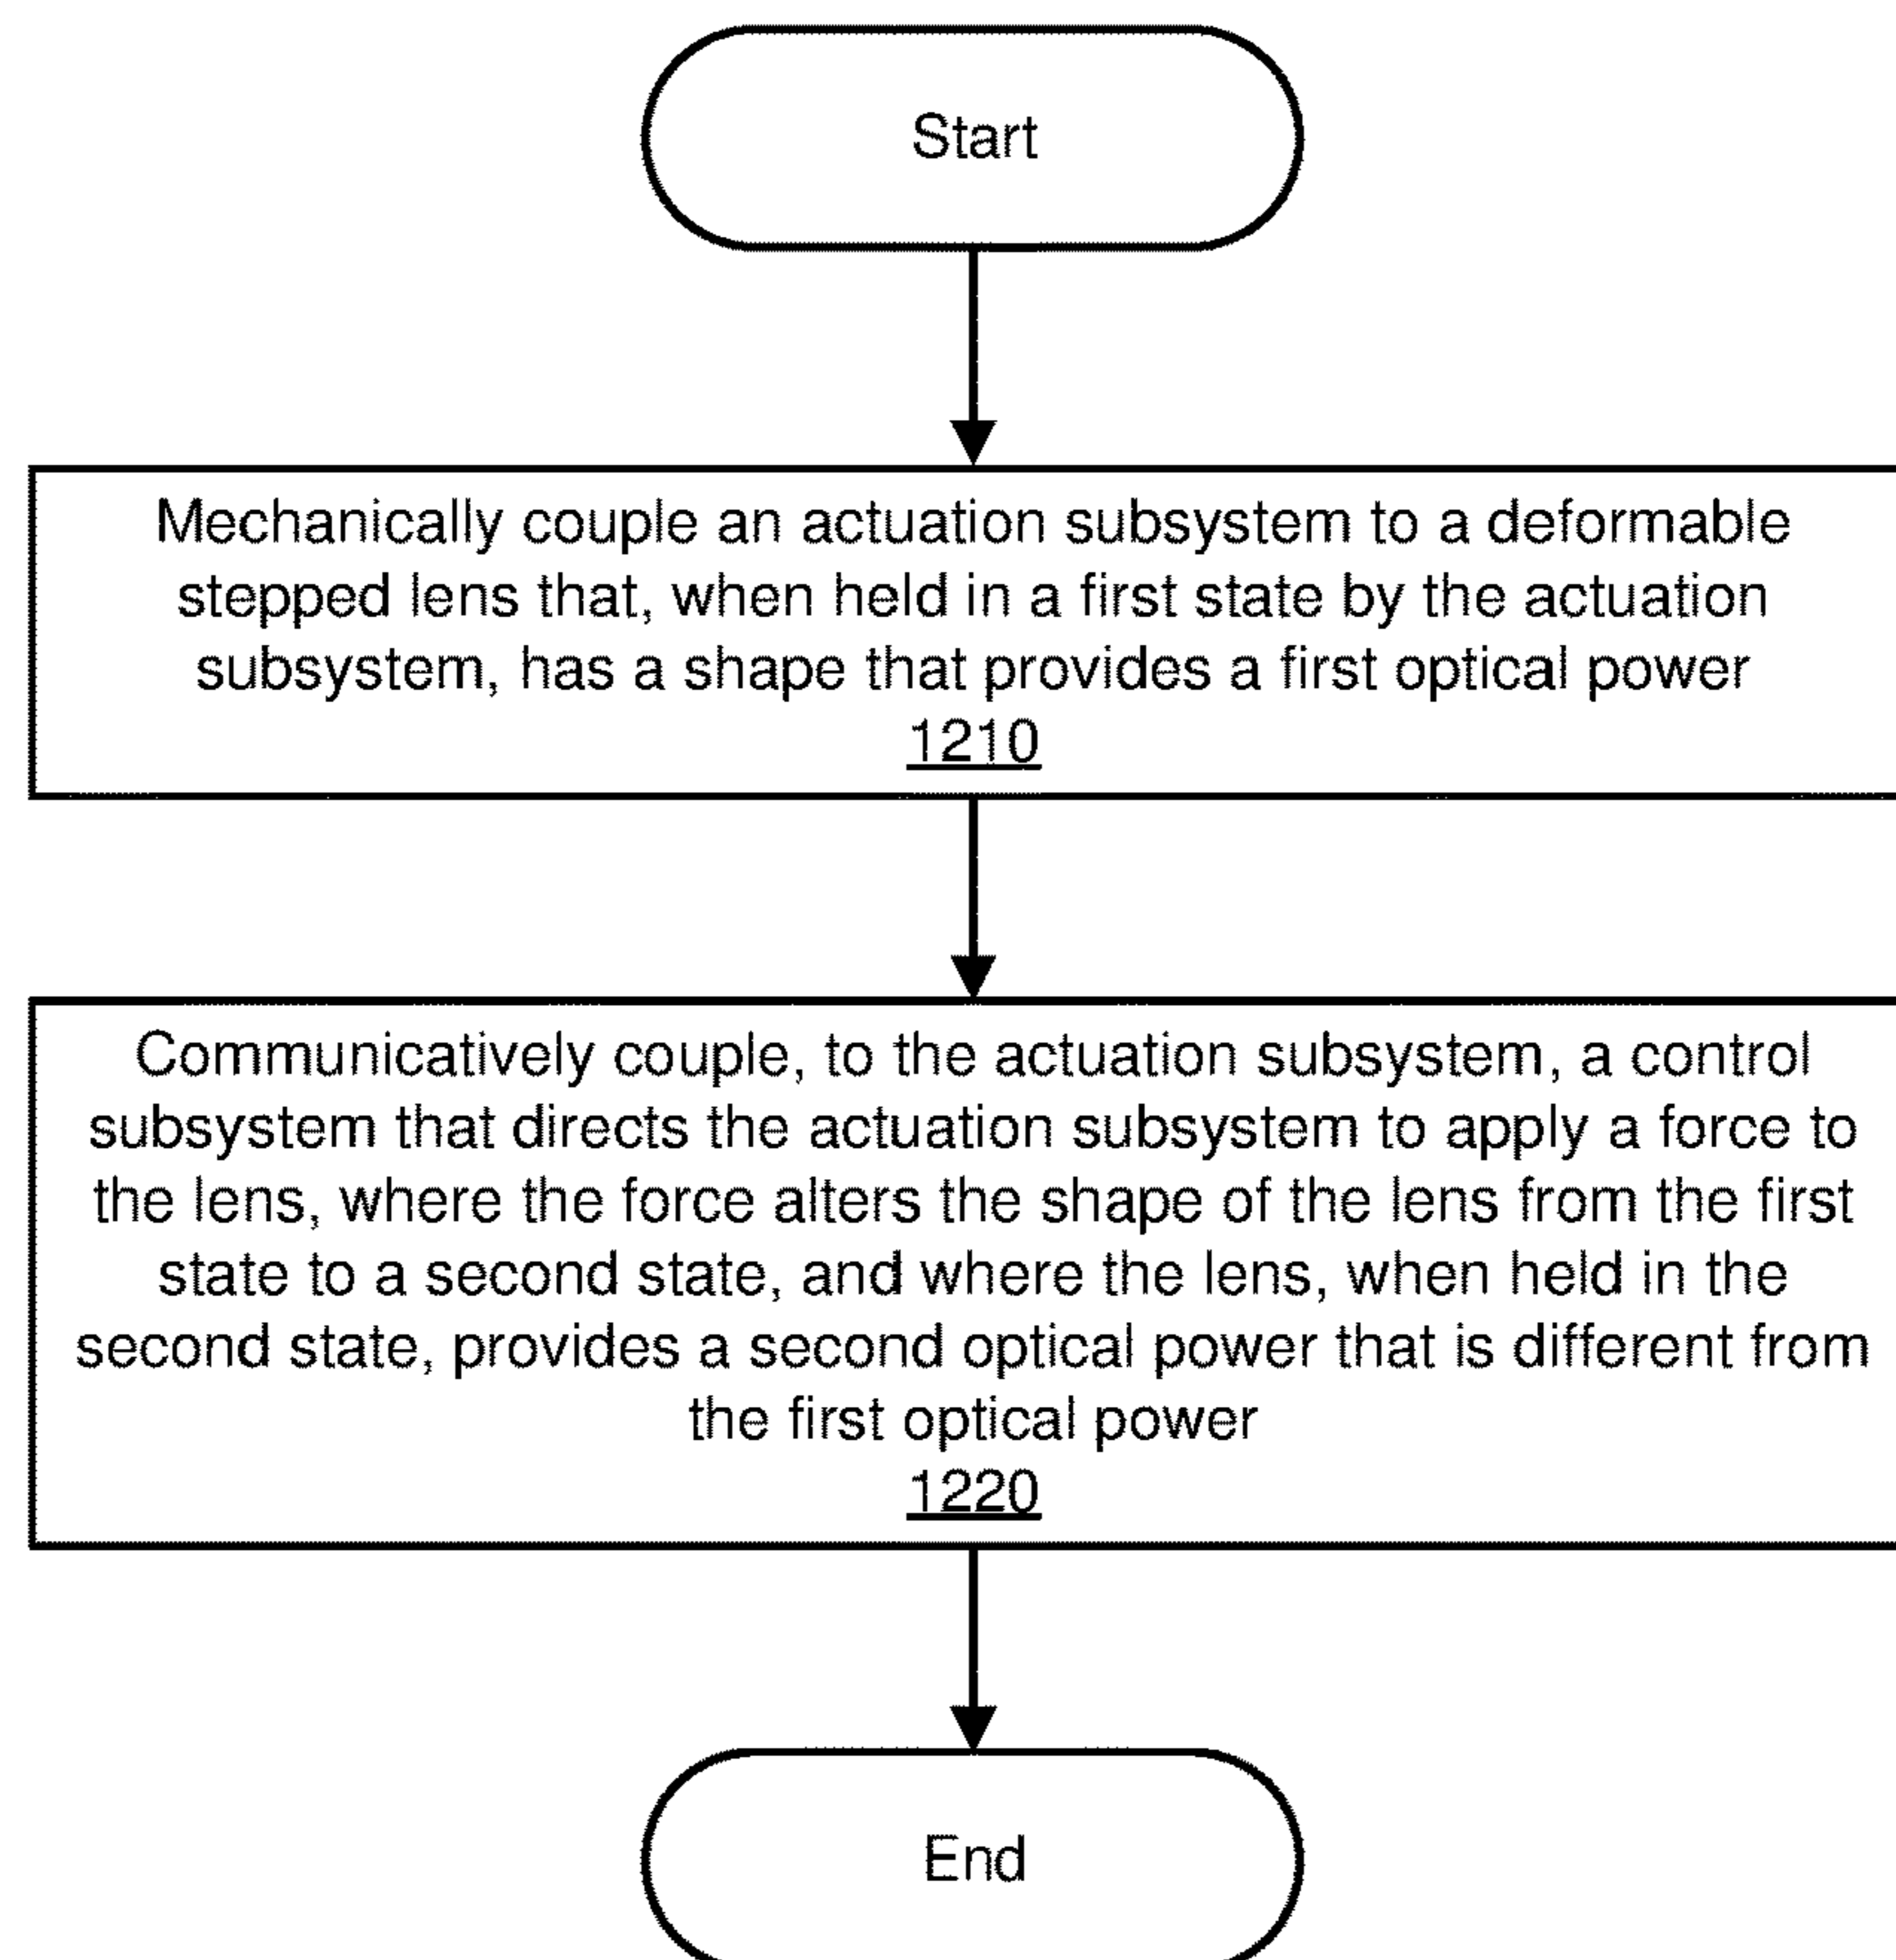 Start
Mechanically couple an actuation subsystem to a deformable
stepped lens that, when held in a first state by the actuation
subsystem, has a shape that provides a first optical power
1210
Communicatively couple, to the actuation subsystem, a control
subsystem that directs the actuation subsystem to apply a force to
the lens, where the force alters the shape of the lens from the first
state to a second state, and where the lens, when held in the
second state, provides a second optical power that is different from
the first optical power
1220
End